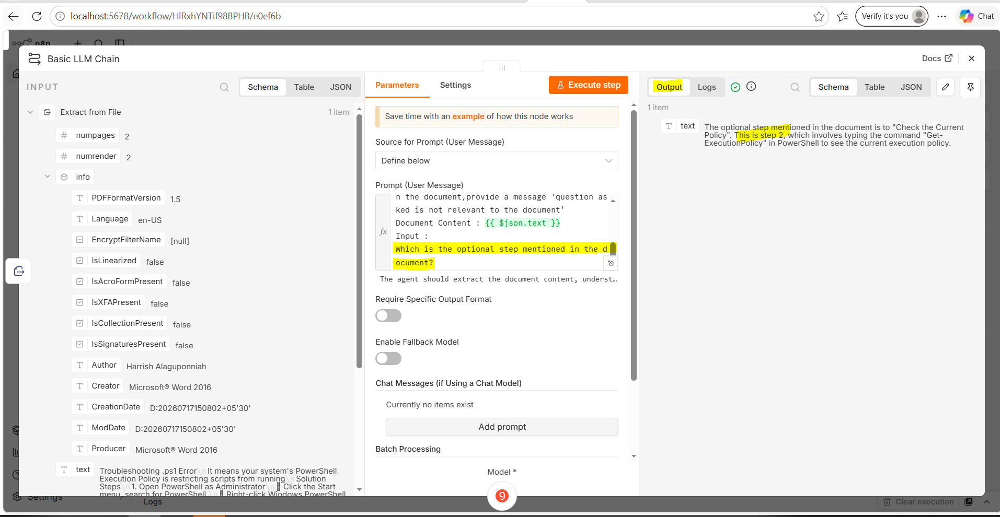 localhost:5678/workflow/HlRxhYNTif98BPHB/e0ef6b
Verify it's you
Chat
n8n
Basic LLM Chain
Docs
INPUT
Schema
Table
JSON
Extract from File
1 item
# numpages 2
# numrender 2
info
T PDFFormatVersion 1.5
T Language en-US
EncryptFilterName [null]
IsLinearized false
IsAcroFormPresent false
IsXFAPresent false
IsCollectionPresent false
IsSignaturesPresent false
T Author Harrish Alaguponniah
T Creator Microsoft® Word 2016
T CreationDate D:20260717150802+05'30'
T ModDate D:20260717150802+05'30'
T Producer Microsoft® Word 2016
T text Troubleshooting .ps1 Error\n It means your system's PowerShell
Execution Policy is restricting scripts from running\n Solution
Steps\n 1. Open PowerShell as Administrator\n Click the Start
menu, search for PowerShell.\n Right-click Windows PowerShell
Parameters
Settings
Execute step
Save time with an example of how this node works
Source for Prompt (User Message)
Define below
Prompt (User Message)
fx
n the document,provide a message 'question as
ked is not relevant to the document'
Document Content : {{ $json.text }}
Input :
Which is the optional step mentioned in the d
ocument?
The agent should extract the document content, underst…
Require Specific Output Format
Enable Fallback Model
Chat Messages (if Using a Chat Model)
Currently no items exist
Add prompt
Batch Processing
Model *
9
Output
Logs
Schema
Table
JSON
1 item
T text The optional step mentioned in the document is to "Check the Current
Policy". This is step 2, which involves typing the command "Get-
ExecutionPolicy" in PowerShell to see the current execution policy.
Settings
Logs
Clear execution